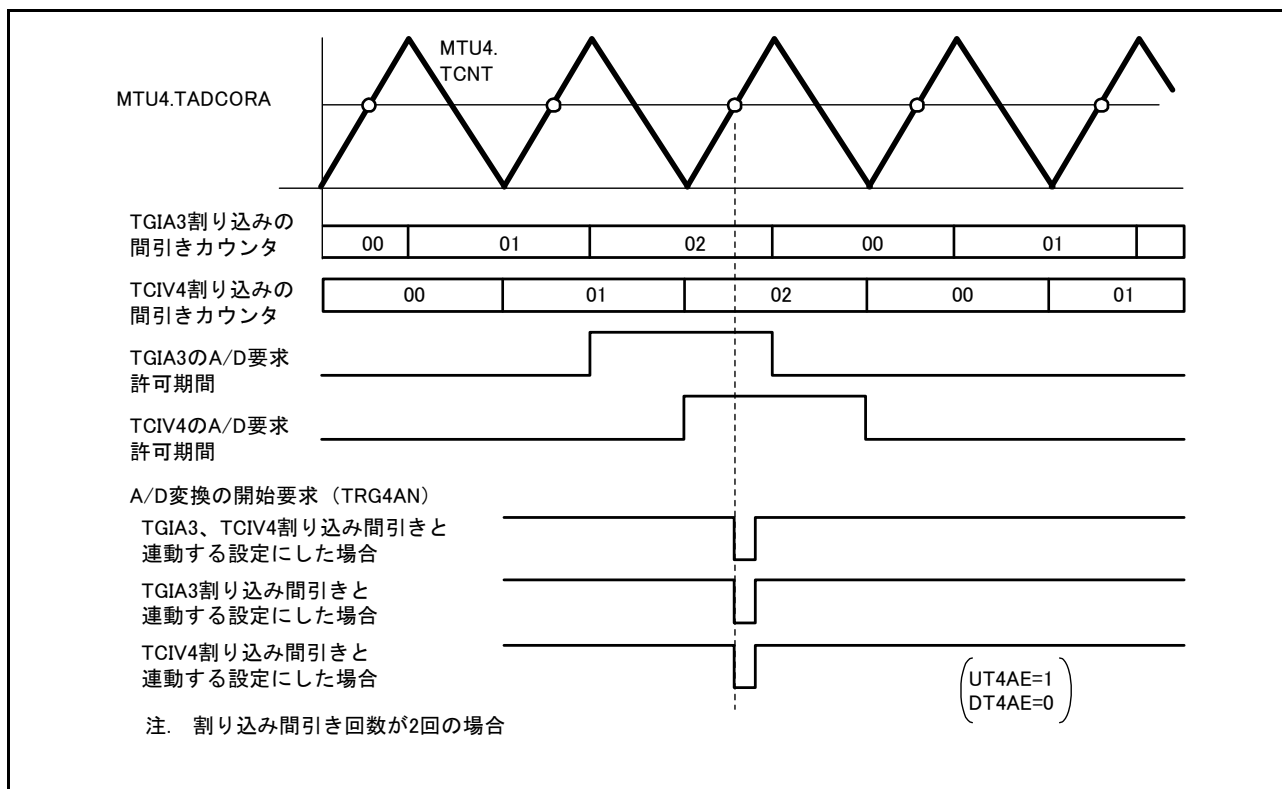 MTU4.
TCNT
MTU4.TADCORA
TGIA3割り込みの
間引きカウンタ
00 01 02 00 01
TCIV4割り込みの
間引きカウンタ
00 01 02 00 01
TGIA3のA/D要求
許可期間
TCIV4のA/D要求
許可期間
A/D変換の開始要求（TRG4AN）
TGIA3、TCIV4割り込み間引きと
連動する設定にした場合
TGIA3割り込み間引きと
連動する設定にした場合
TCIV4割り込み間引きと
連動する設定にした場合
UT4AE=1
DT4AE=0
注. 割り込み間引き回数が2回の場合